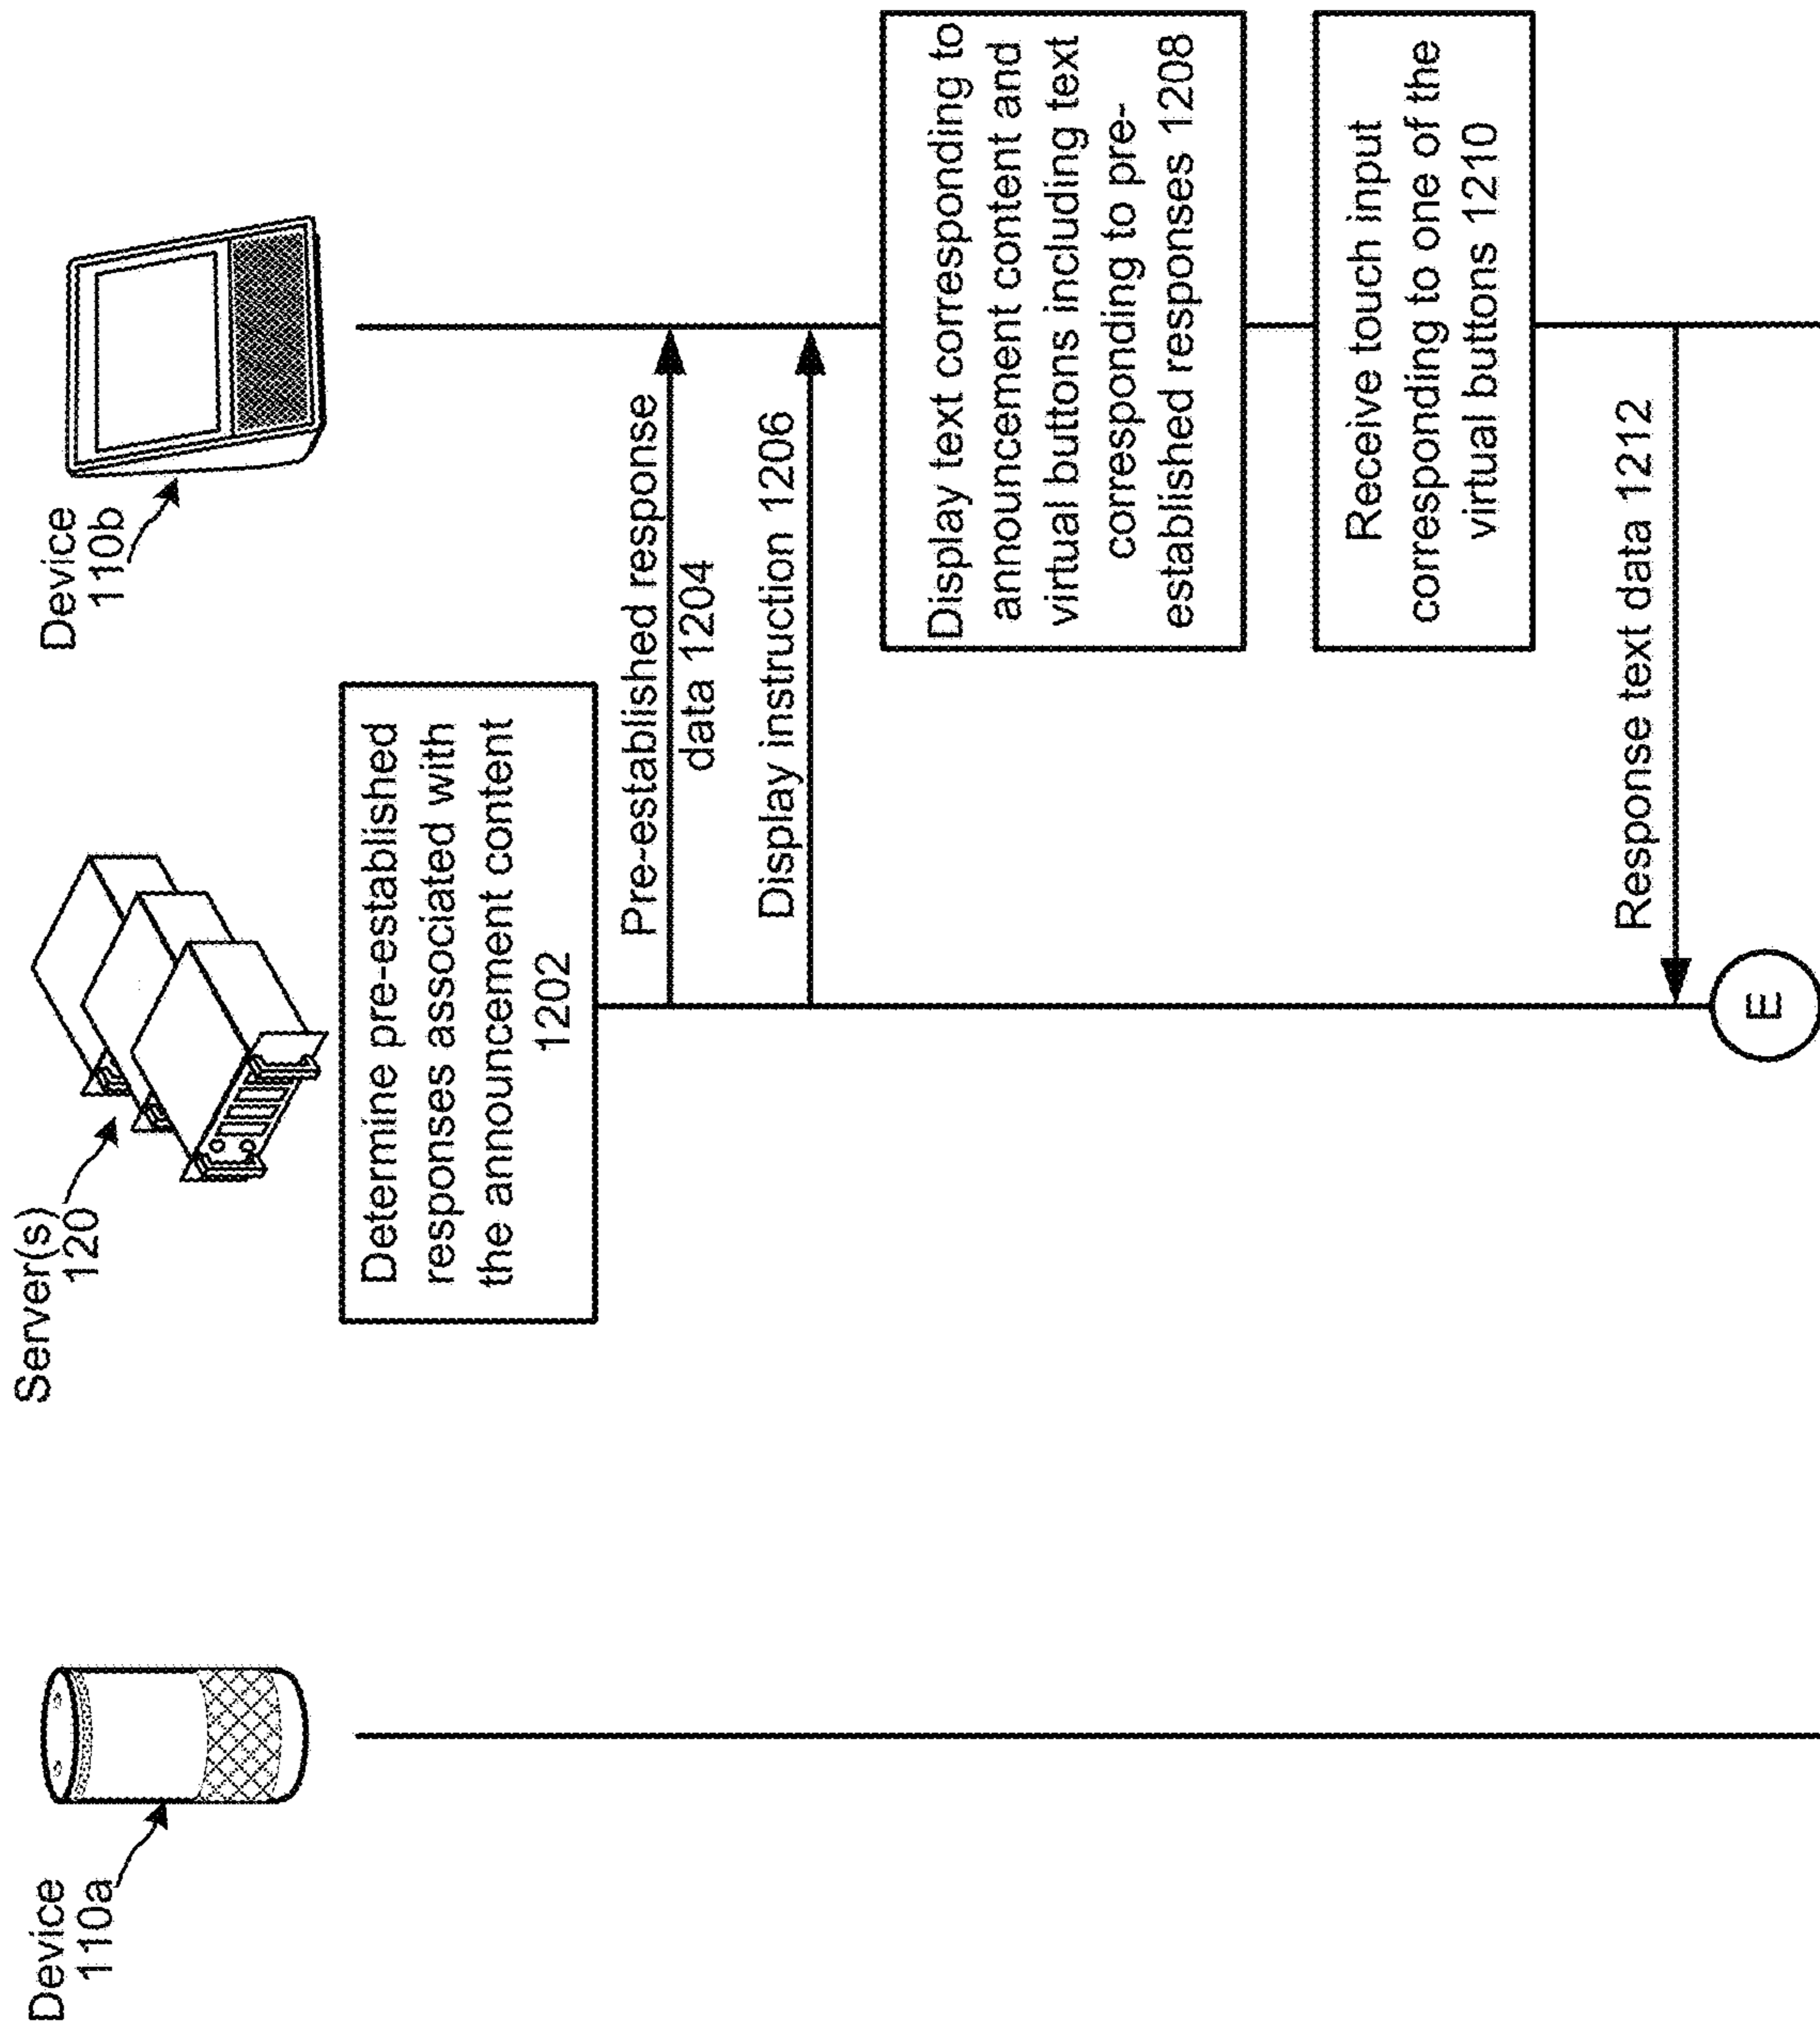 Device
110a
Server(s)
120
Device
110b
Determine pre-established
responses associated with
the announcement content
1202
Pre-established response
data 1204
Display instruction 1206
Display text corresponding to
announcement content and
virtual buttons including text
corresponding to pre-
established responses 1208
Receive touch input
corresponding to one of the
virtual buttons 1210
Response text data 1212
E